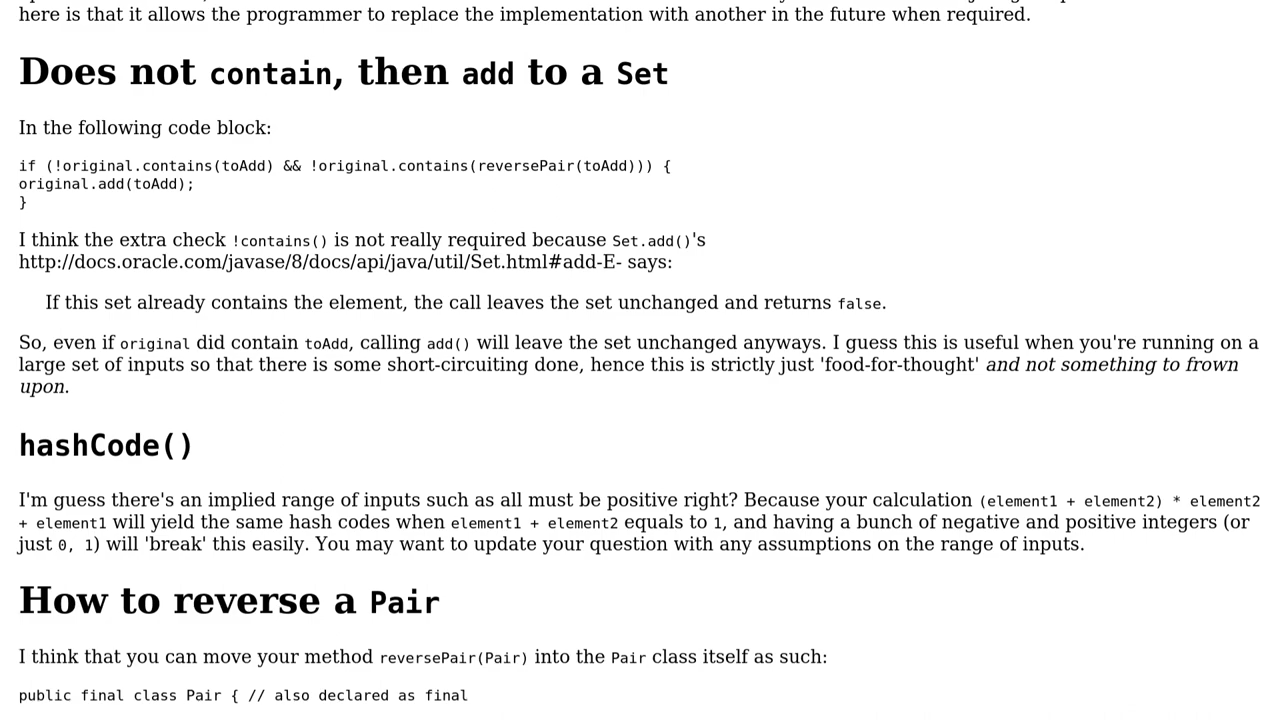 here is that it allows the programmer to replace the implementation with another in the future when required.
Does not contain, then add to a Set
In the following code block:
if (!original.contains(toAdd) && !original.contains(reversePair(toAdd))) {
original.add(toAdd);
}
I think the extra check !contains() is not really required because Set.add()'s
http://docs.oracle.com/javase/8/docs/api/java/util/Set.html#add-E- says:
If this set already contains the element, the call leaves the set unchanged and returns false.
So, even if original did contain toAdd, calling add() will leave the set unchanged anyways. I guess this is useful when you're running on a
large set of inputs so that there is some short-circuiting done, hence this is strictly just 'food-for-thought' and not something to frown
upon.
hashCode()
I'm guess there's an implied range of inputs such as all must be positive right? Because your calculation (element1 + element2) * element2
+ element1 will yield the same hash codes when element1 + element2 equals to 1, and having a bunch of negative and positive integers (or
just 0, 1) will 'break' this easily. You may want to update your question with any assumptions on the range of inputs.
How to reverse a Pair
I think that you can move your method reversePair(Pair) into the Pair class itself as such:
public final class Pair { // also declared as final